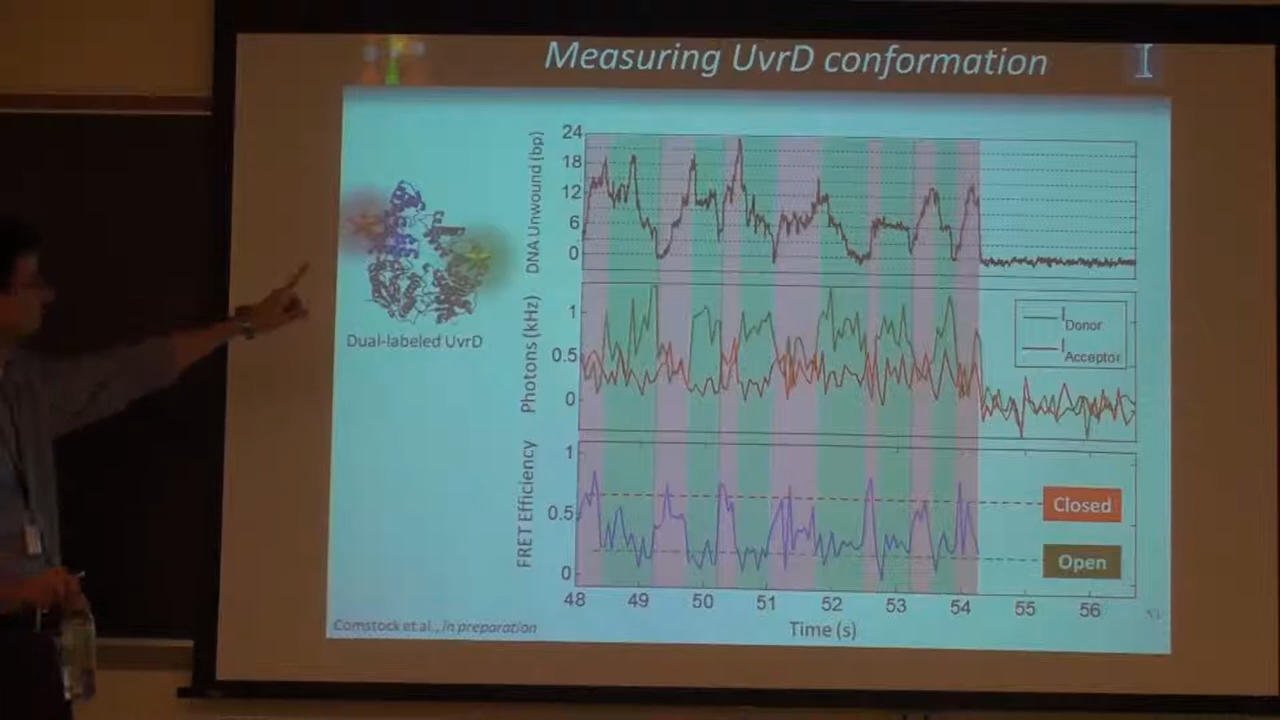 Measuring UvrD conformation
I
24
18
12
6
0
DNA Unwound (bp)
1
0.5
0
Photons (kHz)
I Donor
I Acceptor
Dual-labeled UvrD
1
0.5
0
FRET Efficiency
Closed
Open
48 49 50 51 52 53 54 55 56
Time (s)
Comstock et al., in preparation